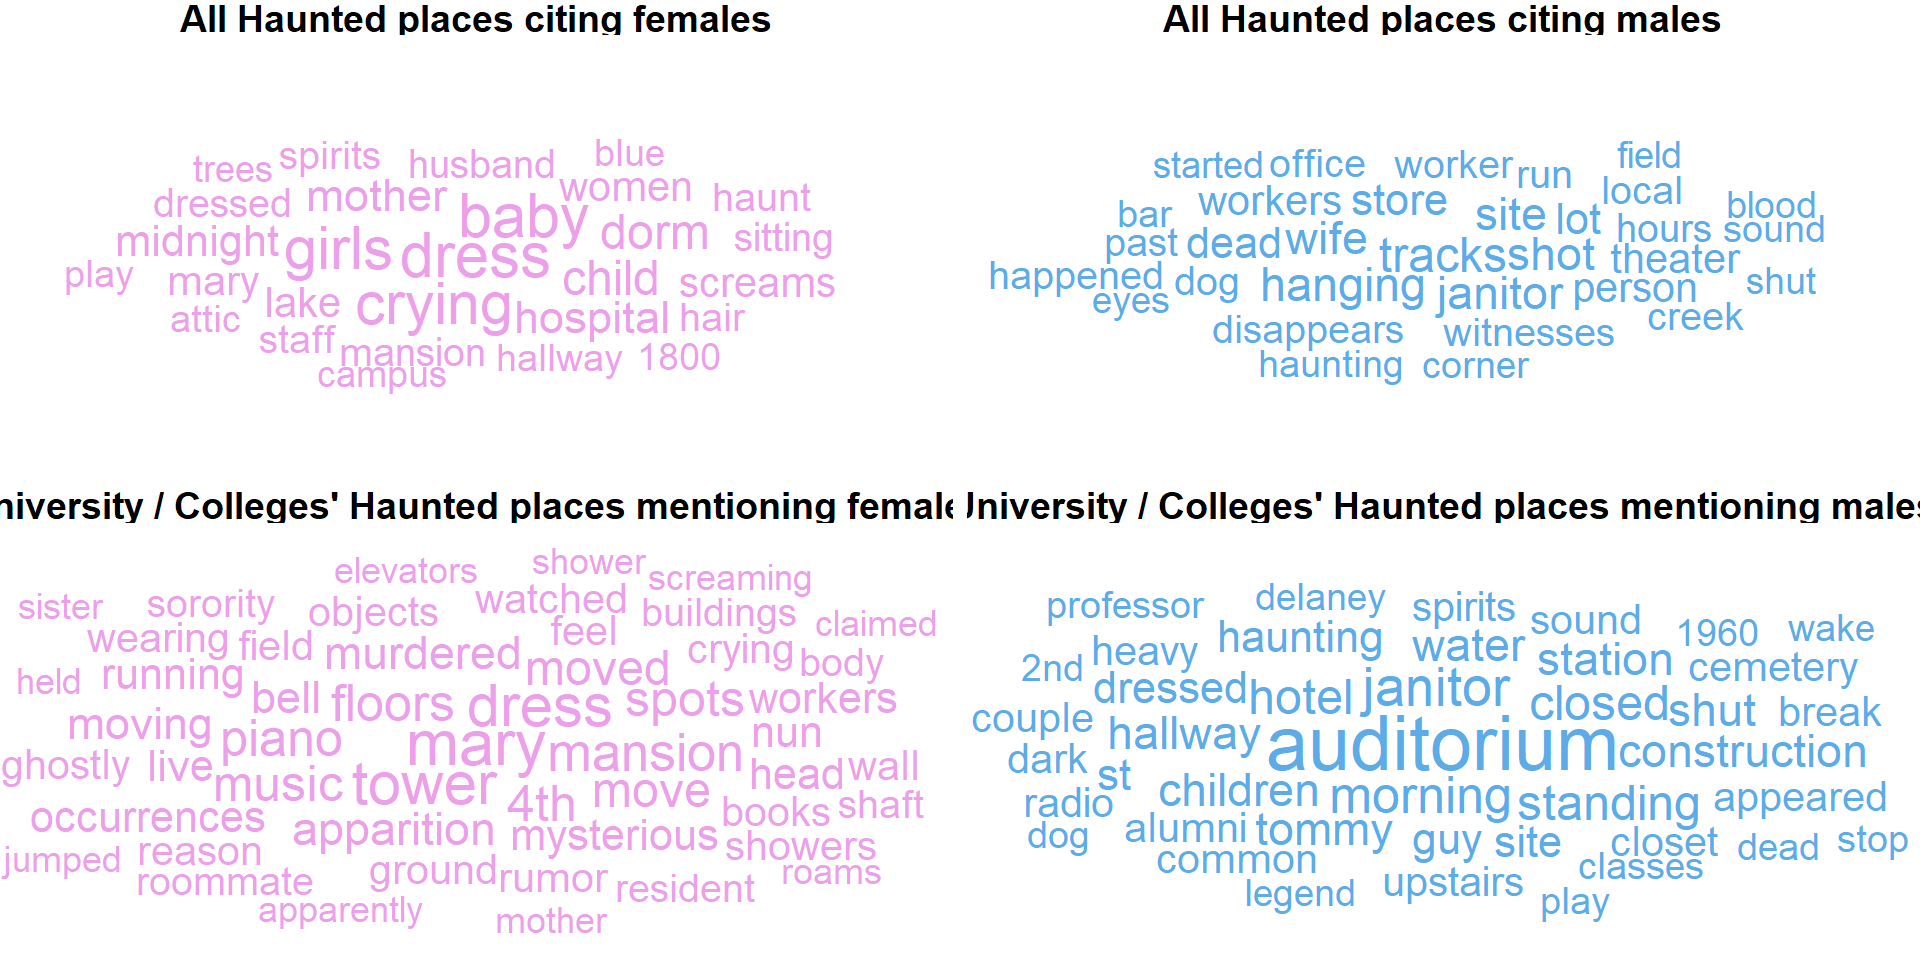 All Haunted places citing females
spirits husband blue
trees
dressed mother baby women haunt
midnight girls dress dorm sitting
play mary crying child screams
attic lake hospital hair
staff mansion hallway 1800
campus
All Haunted places citing males
started office worker run field
bar workers store site lot local blood
past dead wife tracks shot hours sound
happened dog hanging janitor person theater shut
eyes disappears witnesses creek
haunting corner
niversity / Colleges' Haunted places mentioning female
elevators shower screaming
sister sorority objects watched buildings claimed
wearing field murdered feel crying body
held running bell floors moved spots workers
moving piano dress mary mansion nun
ghostly live music tower 4th move head wall
occurrences apparition mysterious books shaft
jumped reason ground rumor showers
roommate resident roams
apparently mother
University / Colleges' Haunted places mentioning males
professor delaney spirits sound 1960 wake
2nd heavy haunting water station cemetery
couple dressed hotel janitor closed shut break
dark hallway auditorium construction
radio st children morning standing appeared
dog alumni tommy guy site closet dead stop
common upstairs classes
legend play